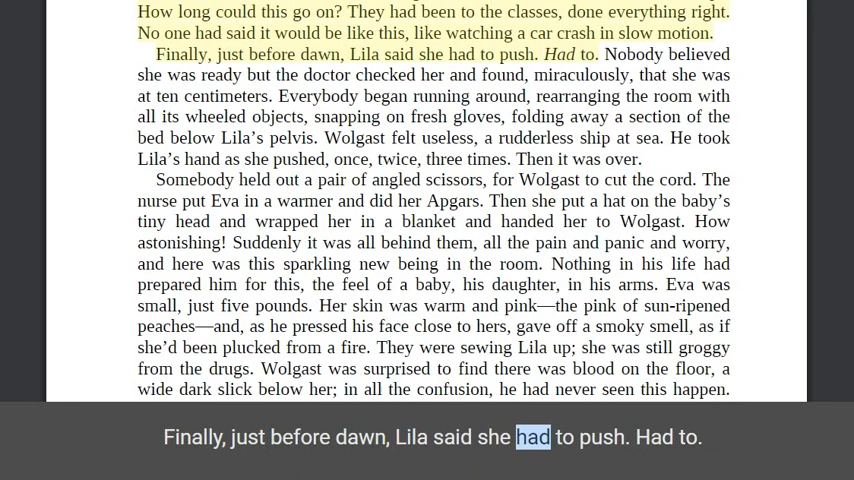 How long could this go on? They had been to the classes, done everything right.
No one had said it would be like this, like watching a car crash in slow motion.
Finally, just before dawn, Lila said she had to push. Had to. Nobody believed
she was ready but the doctor checked her and found, miraculously, that she was
at ten centimeters. Everybody began running around, rearranging the room with
all its wheeled objects, snapping on fresh gloves, folding away a section of the
bed below Lila’s pelvis. Wolgast felt useless, a rudderless ship at sea. He took
Lila’s hand as she pushed, once, twice, three times. Then it was over.
Somebody held out a pair of angled scissors, for Wolgast to cut the cord. The
nurse put Eva in a warmer and did her Apgars. Then she put a hat on the baby’s
tiny head and wrapped her in a blanket and handed her to Wolgast. How
astonishing! Suddenly it was all behind them, all the pain and panic and worry,
and here was this sparkling new being in the room. Nothing in his life had
prepared him for this, the feel of a baby, his daughter, in his arms. Eva was
small, just five pounds. Her skin was warm and pink—the pink of sun-ripened
peaches—and, as he pressed his face close to hers, gave off a smoky smell, as if
she’d been plucked from a fire. They were sewing Lila up; she was still groggy
from the drugs. Wolgast was surprised to find there was blood on the floor, a
wide dark slick below her; in all the confusion, he had never seen this happen.
Finally, just before dawn, Lila said she had to push. Had to.